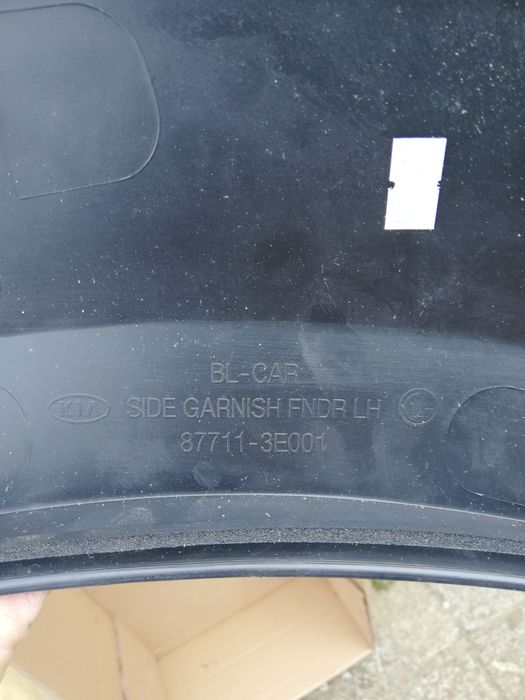 BL-CAR
KIA SIDE GARNISH FNDR LH
87711-3E001